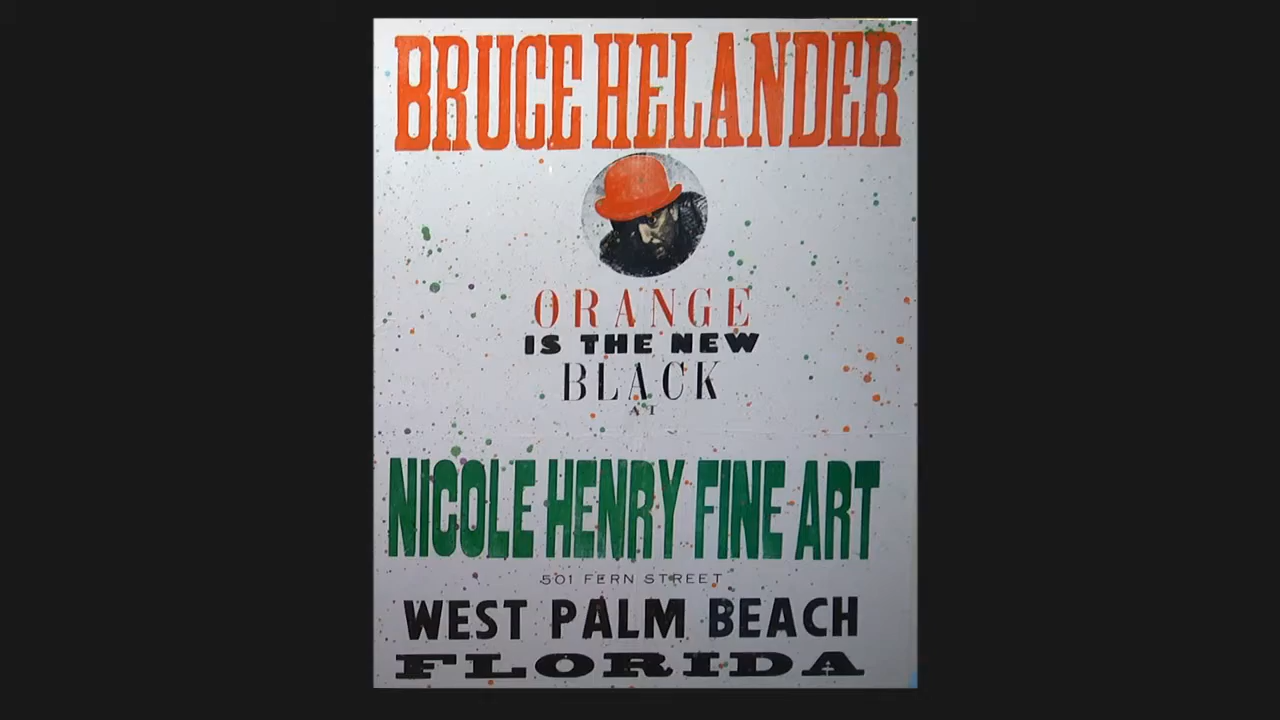 BRUCE HELANDER
ORANGE
IS THE NEW
BLACK
AT
NICOLE HENRY FINE ART
501 FERN STREET
WEST PALM BEACH
FLORIDA